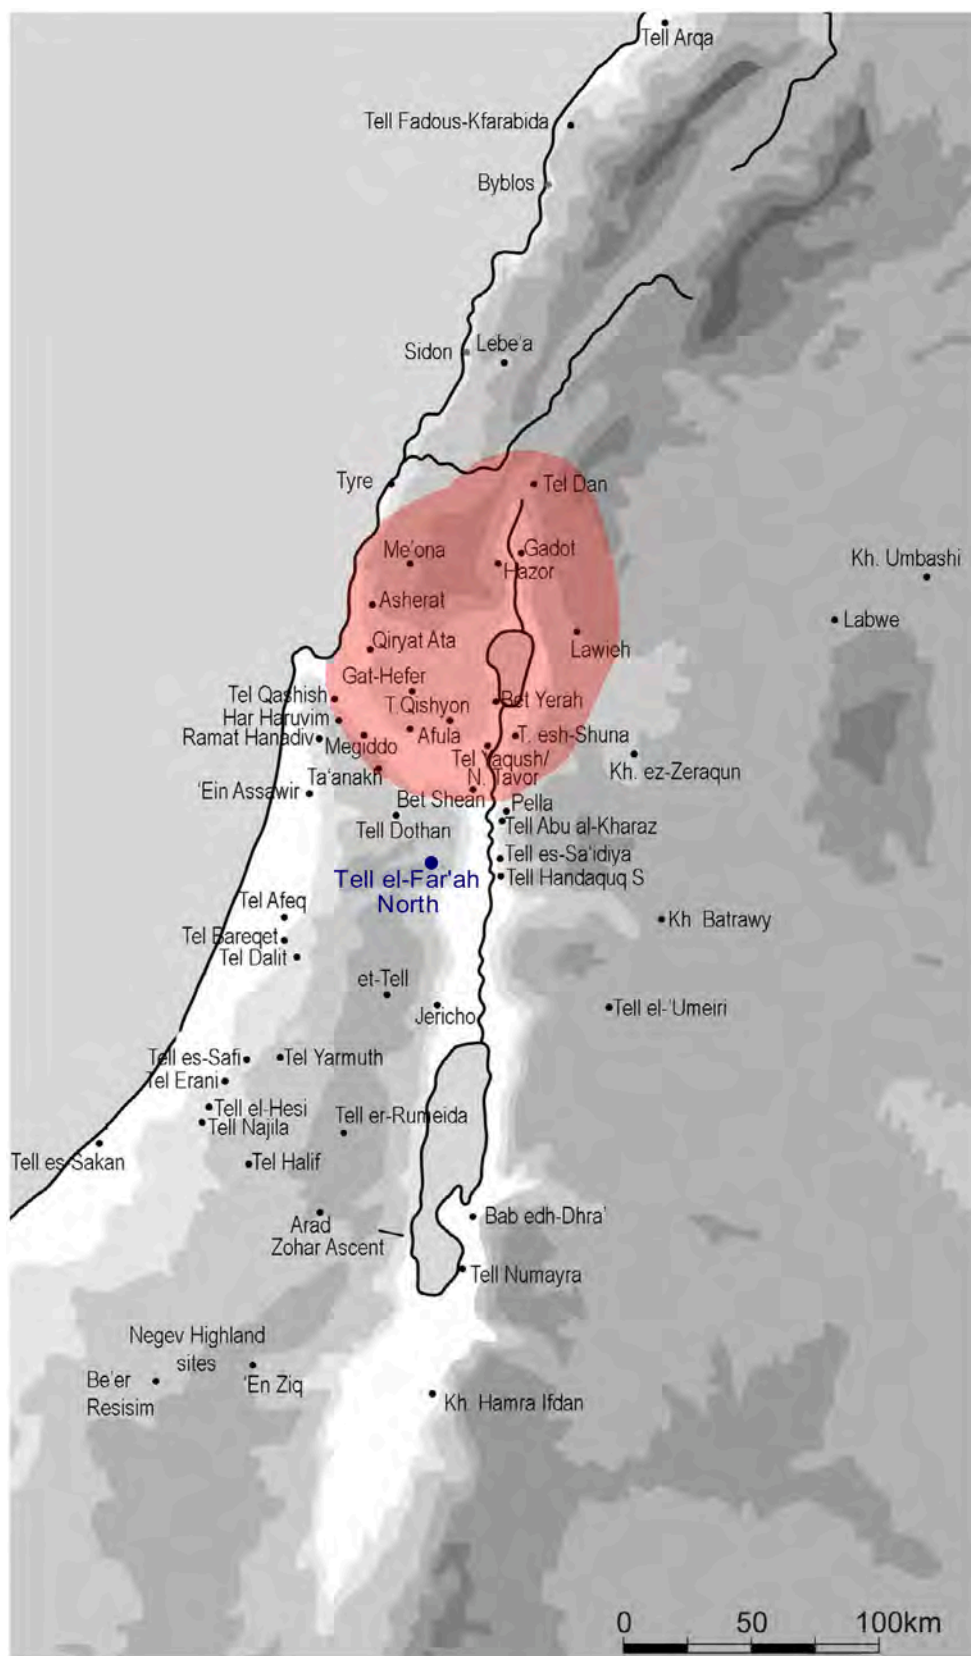 Tell Arqa
Tell Fadous-Kfarabida
Byblos
Sidon
Lebe'a
Tyre
Tel Dan
Me'ona
Gadot
Hazor
Kh. Umbashi
Asherat
Labwe
Qiryat Ata
Lawieh
Gat-Hefer
Tel Qashish
Bet Yerah
T.Qishyon
Har Haruvim
Ramat Hanadiv
Megiddo
Afula
T. esh-Shuna
Tel Yaqush/
N. Tavor
Kh. ez-Zeraqun
Ta'anakh
'Ein Assawir
Bet Shean
Pella
Tell Dothan
Tell Abu al-Kharaz
Tell es-Sa'idiya
Tell el-Far'ah
North
Tell Handaquq S
Tel Afeq
Kh Batrawy
Tel Bareqet
Tel Dalit
et-Tell
Jericho
Tell el-'Umeiri
Tell es-Safi
Tel Yarmuth
Tel Erani
Tell el-Hesi
Tell er-Rumeida
Tell Najila
Tell es-Sakan
Tel Halif
Arad
Bab edh-Dhra'
Zohar Ascent
Tell Numayra
Negev Highland
sites
Be'er
Resisim
'En Ziq
Kh. Hamra Ifdan
0 50 100km